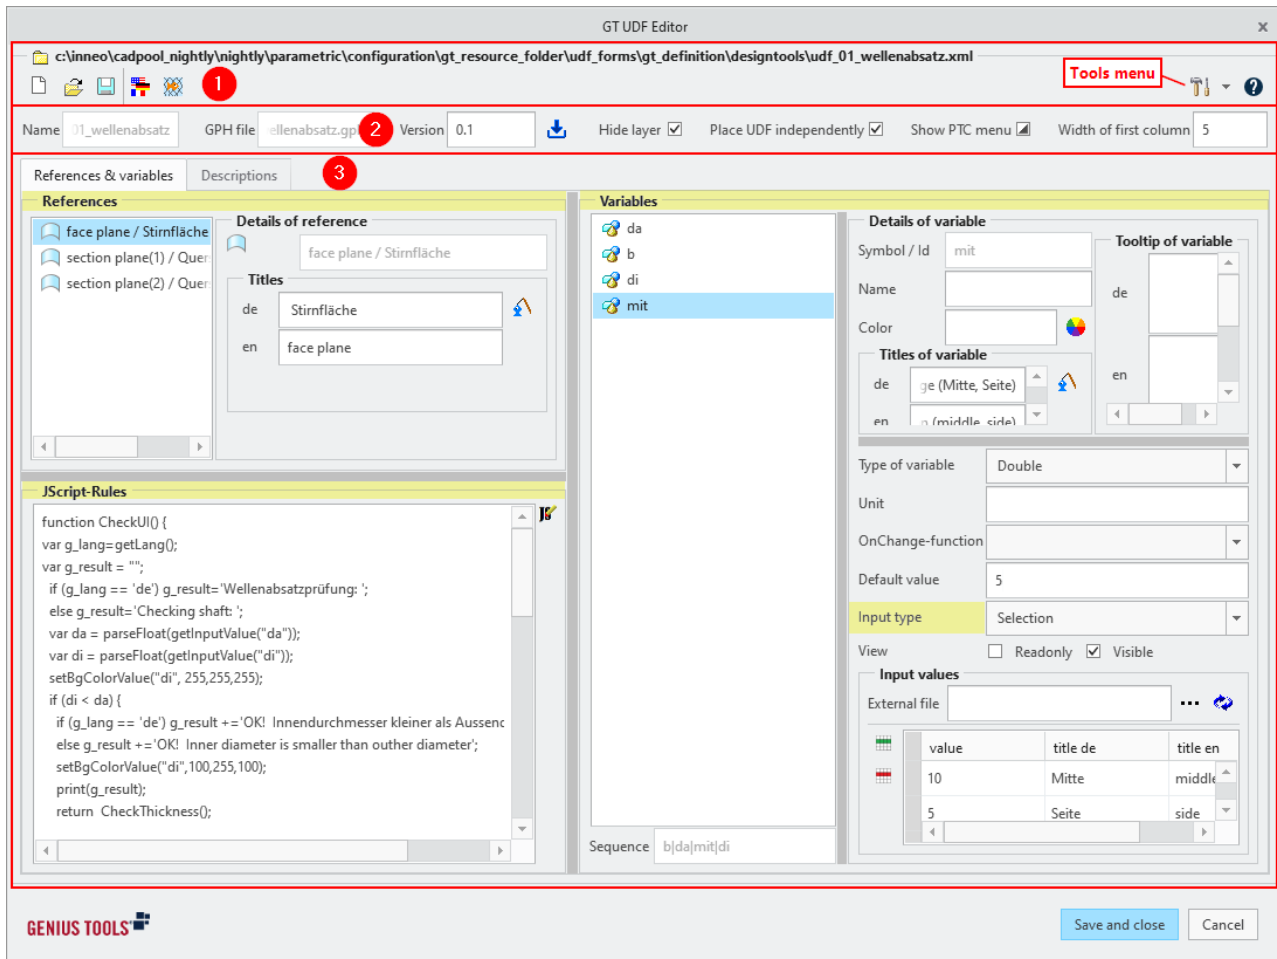 GT UDF Editor
c:\inneo\cadpool_nightly\nightly\parametric\configuration\gt_resource_folder\udf_forms\gt_definition\designtools\udf_01_wellenabsatz.xml
1
Tools menu
Name 01_wellenabsatz GPH file ellenabsatz.gp 2 Version 0.1 Hide layer Place UDF independently Show PTC menu Width of first column 5
References & variables Descriptions 3
References
face plane / Stirnfläche
section plane(1) / Quer
section plane(2) / Quer
Details of reference
face plane / Stirnfläche
Titles
de Stirnfläche
en face plane
JScript-Rules
function CheckUI() {
var g_lang=getLang();
var g_result = "";
if (g_lang == 'de') g_result='Wellenabsatzprüfung: ';
else g_result='Checking shaft: ';
var da = parseFloat(getInputValue("da"));
var di = parseFloat(getInputValue("di"));
setBgColorValue("di", 255,255,255);
if (di < da) {
if (g_lang == 'de') g_result +='OK!  Innendurchmesser kleiner als Aussend
else g_result +='OK!  Inner diameter is smaller than outher diameter';
setBgColorValue("di",100,255,100);
print(g_result);
return  CheckThickness();
Variables
da
b
di
mit
Sequence b|da|mit|di
Details of variable
Symbol / Id mit
Name
Color
Titles of variable
de ge (Mitte, Seite)
en n (middle, side)
Tooltip of variable
de
en
Type of variable Double
Unit
OnChange-function
Default value 5
Input type Selection
View Readonly Visible
Input values
External file
value title de title en
10 Mitte middle
5 Seite side
GENIUS TOOLS
Save and close Cancel